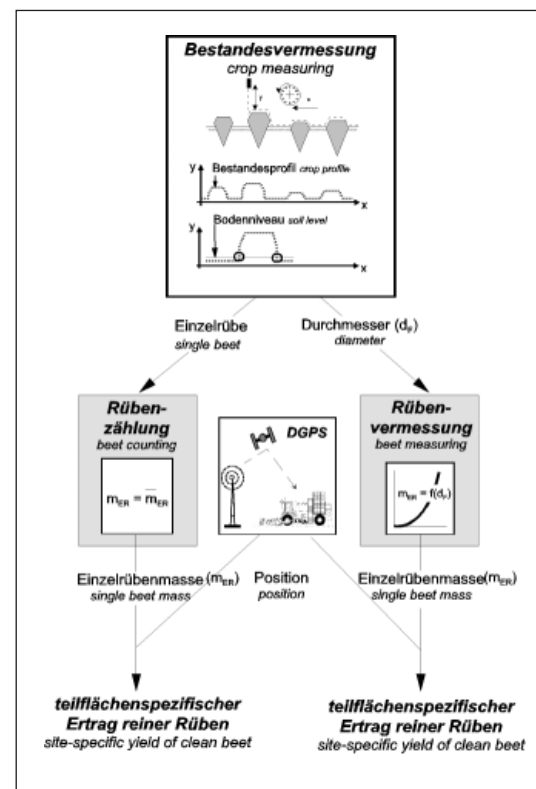 Bestandesvermessung
crop measuring
y
x
y
Bestandesprofil crop profile
x
y
Bodenniveau soil level
x
Einzelrübe
single beet
Durchmesser (dF)
diameter
Rüben-
zählung
beet counting
mER = m̅ER
DGPS
Rüben-
vermessung
beet measuring
mER = f(dF)
Einzelrübenmasse (mER)
single beet mass
Position
position
Einzelrübenmasse (mER)
single beet mass
teilflächenspezifischer
Ertrag reiner Rüben
site-specific yield of clean beet
teilflächenspezifischer
Ertrag reiner Rüben
site-specific yield of clean beet